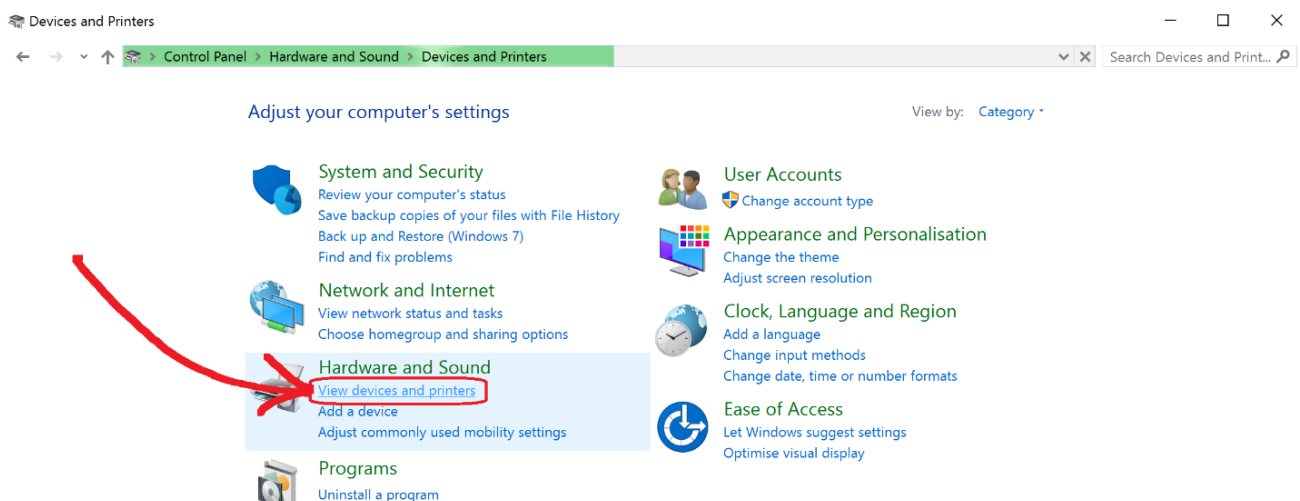 Devices and Printers
Control Panel > Hardware and Sound > Devices and Printers
Search Devices and Print...
Adjust your computer's settings
View by: Category
System and Security
Review your computer's status
Save backup copies of your files with File History
Back up and Restore (Windows 7)
Find and fix problems
Network and Internet
View network status and tasks
Choose homegroup and sharing options
Hardware and Sound
View devices and printers
Add a device
Adjust commonly used mobility settings
Programs
Uninstall a program
User Accounts
Change account type
Appearance and Personalisation
Change the theme
Adjust screen resolution
Clock, Language and Region
Add a language
Change input methods
Change date, time or number formats
Ease of Access
Let Windows suggest settings
Optimise visual display